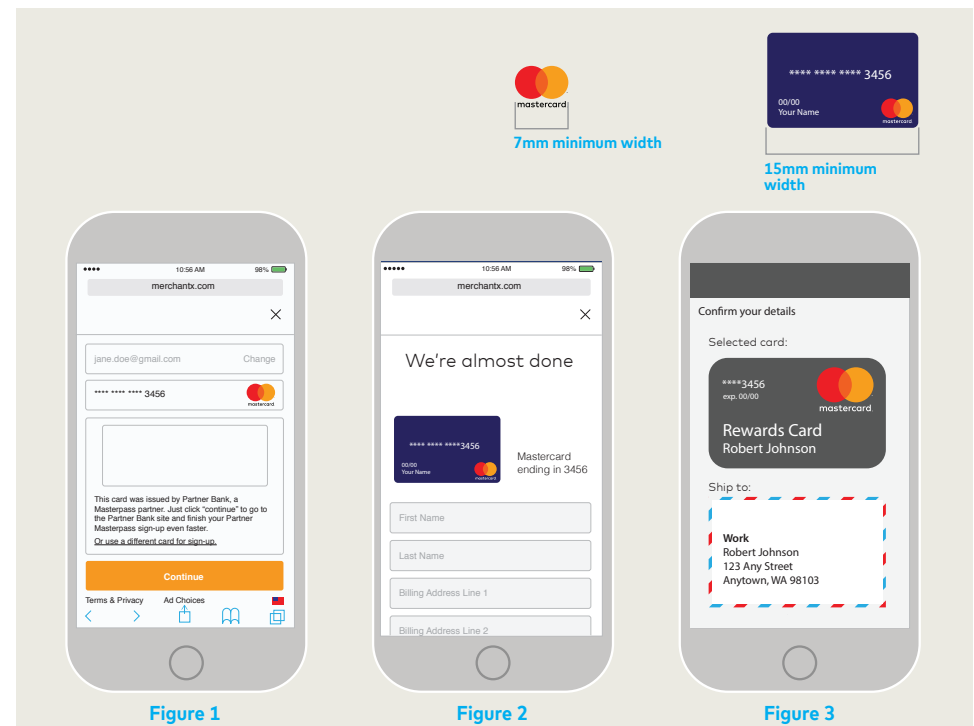 mastercard
7mm minimum width
**** **** **** 3456
00/00
Your Name
mastercard
15mm minimum
width
10:56 AM
98%
merchantx.com
jane.doe@gmail.com
Change
**** **** **** 3456
mastercard
This card was issued by Partner Bank, a
Masterpass partner. Just click “continue” to go to
the Partner Bank site and finish your Partner
Masterpass sign-up even faster.
Or use a different card for sign-up.
Continue
Terms & Privacy
Ad Choices
Figure 1
10:56 AM
98%
merchantx.com
We're almost done
**** **** ****3456
00/00
Your Name
mastercard
Mastercard
ending in 3456
First Name
Last Name
Billing Address Line 1
Billing Address Line 2
Figure 2
Confirm your details
Selected card:
****3456
exp. 00/00
mastercard.
Rewards Card
Robert Johnson
Ship to:
Work
Robert Johnson
123 Any Street
Anytown, WA 98103
Figure 3